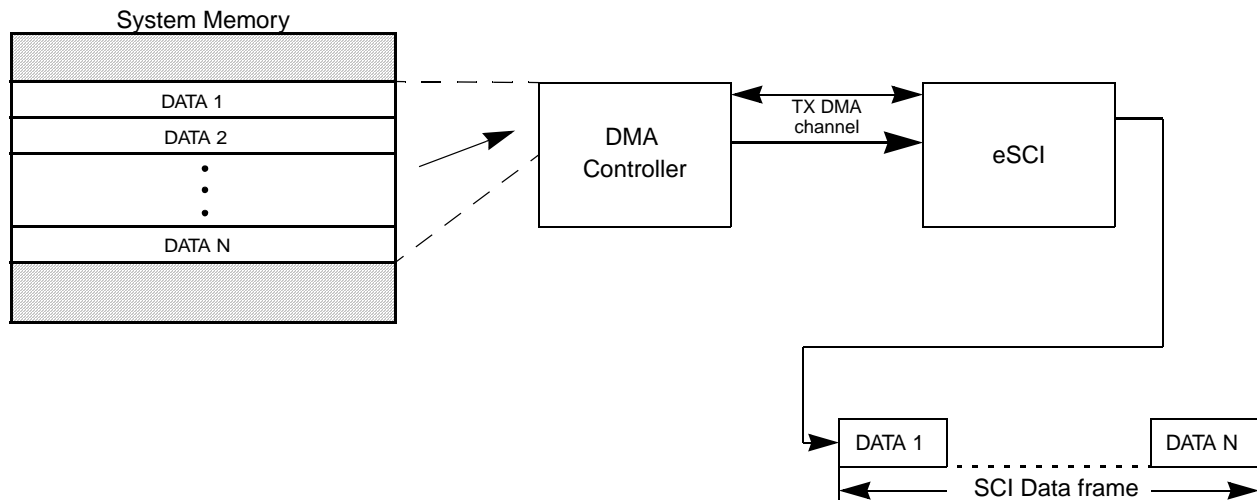 System Memory
DATA 1
DATA 2
DATA N
DMA
Controller
TX DMA
channel
eSCI
DATA 1
DATA N
SCI Data frame